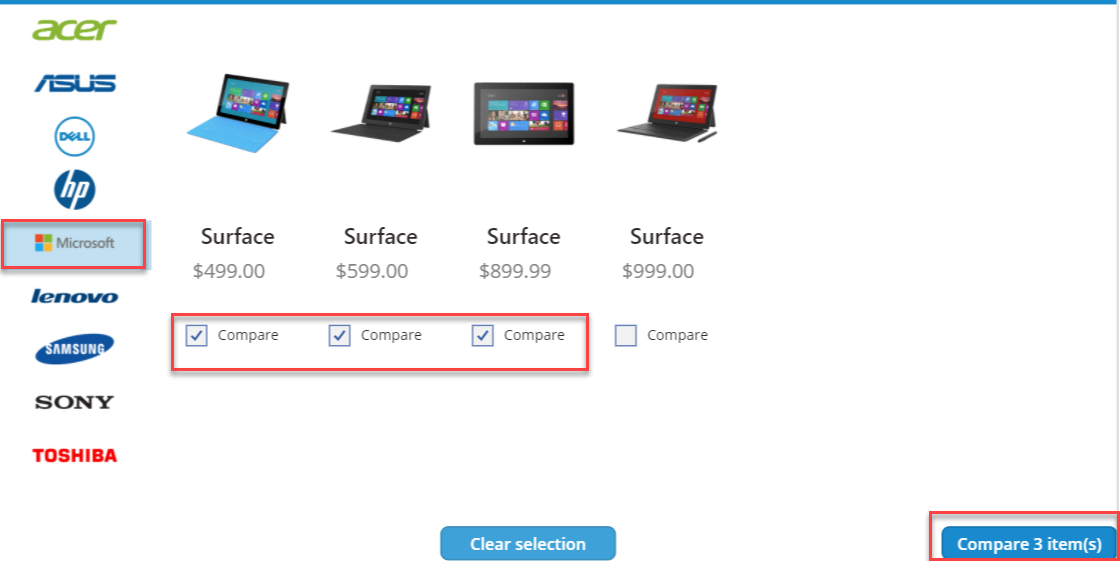 acer
ASUS
DELL
hp
Microsoft
lenovo
SAMSUNG
SONY
TOSHIBA
Surface Surface Surface Surface
$499.00 $599.00 $899.99 $999.00
Compare Compare Compare Compare
Clear selection
Compare 3 item(s)